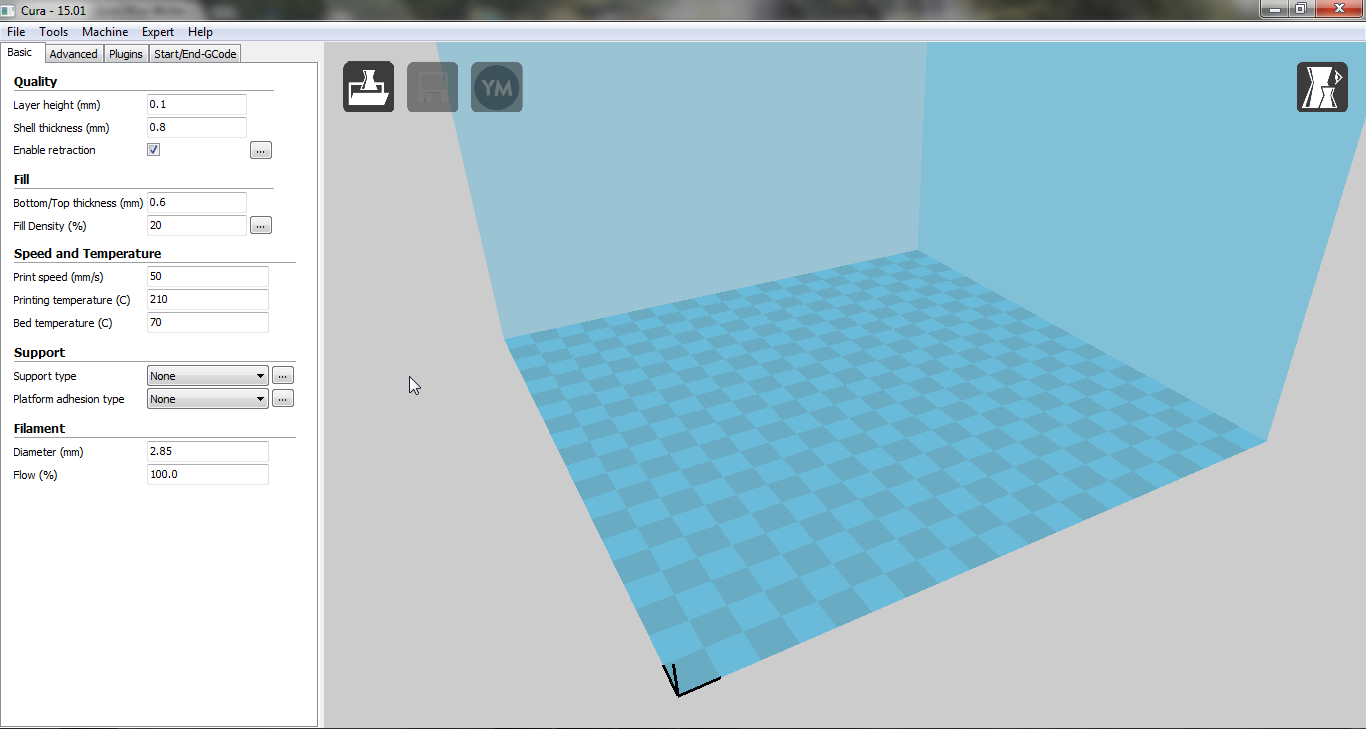 Cura - 15.01
File Tools Machine Expert Help
Basic Advanced Plugins Start/End-GCode
Quality
Layer height (mm) 0.1
Shell thickness (mm) 0.8
Enable retraction ...
Fill
Bottom/Top thickness (mm) 0.6
Fill Density (%) 20 ...
Speed and Temperature
Print speed (mm/s) 50
Printing temperature (C) 210
Bed temperature (C) 70
Support
Support type None ...
Platform adhesion type None ...
Filament
Diameter (mm) 2.85
Flow (%) 100.0
YM